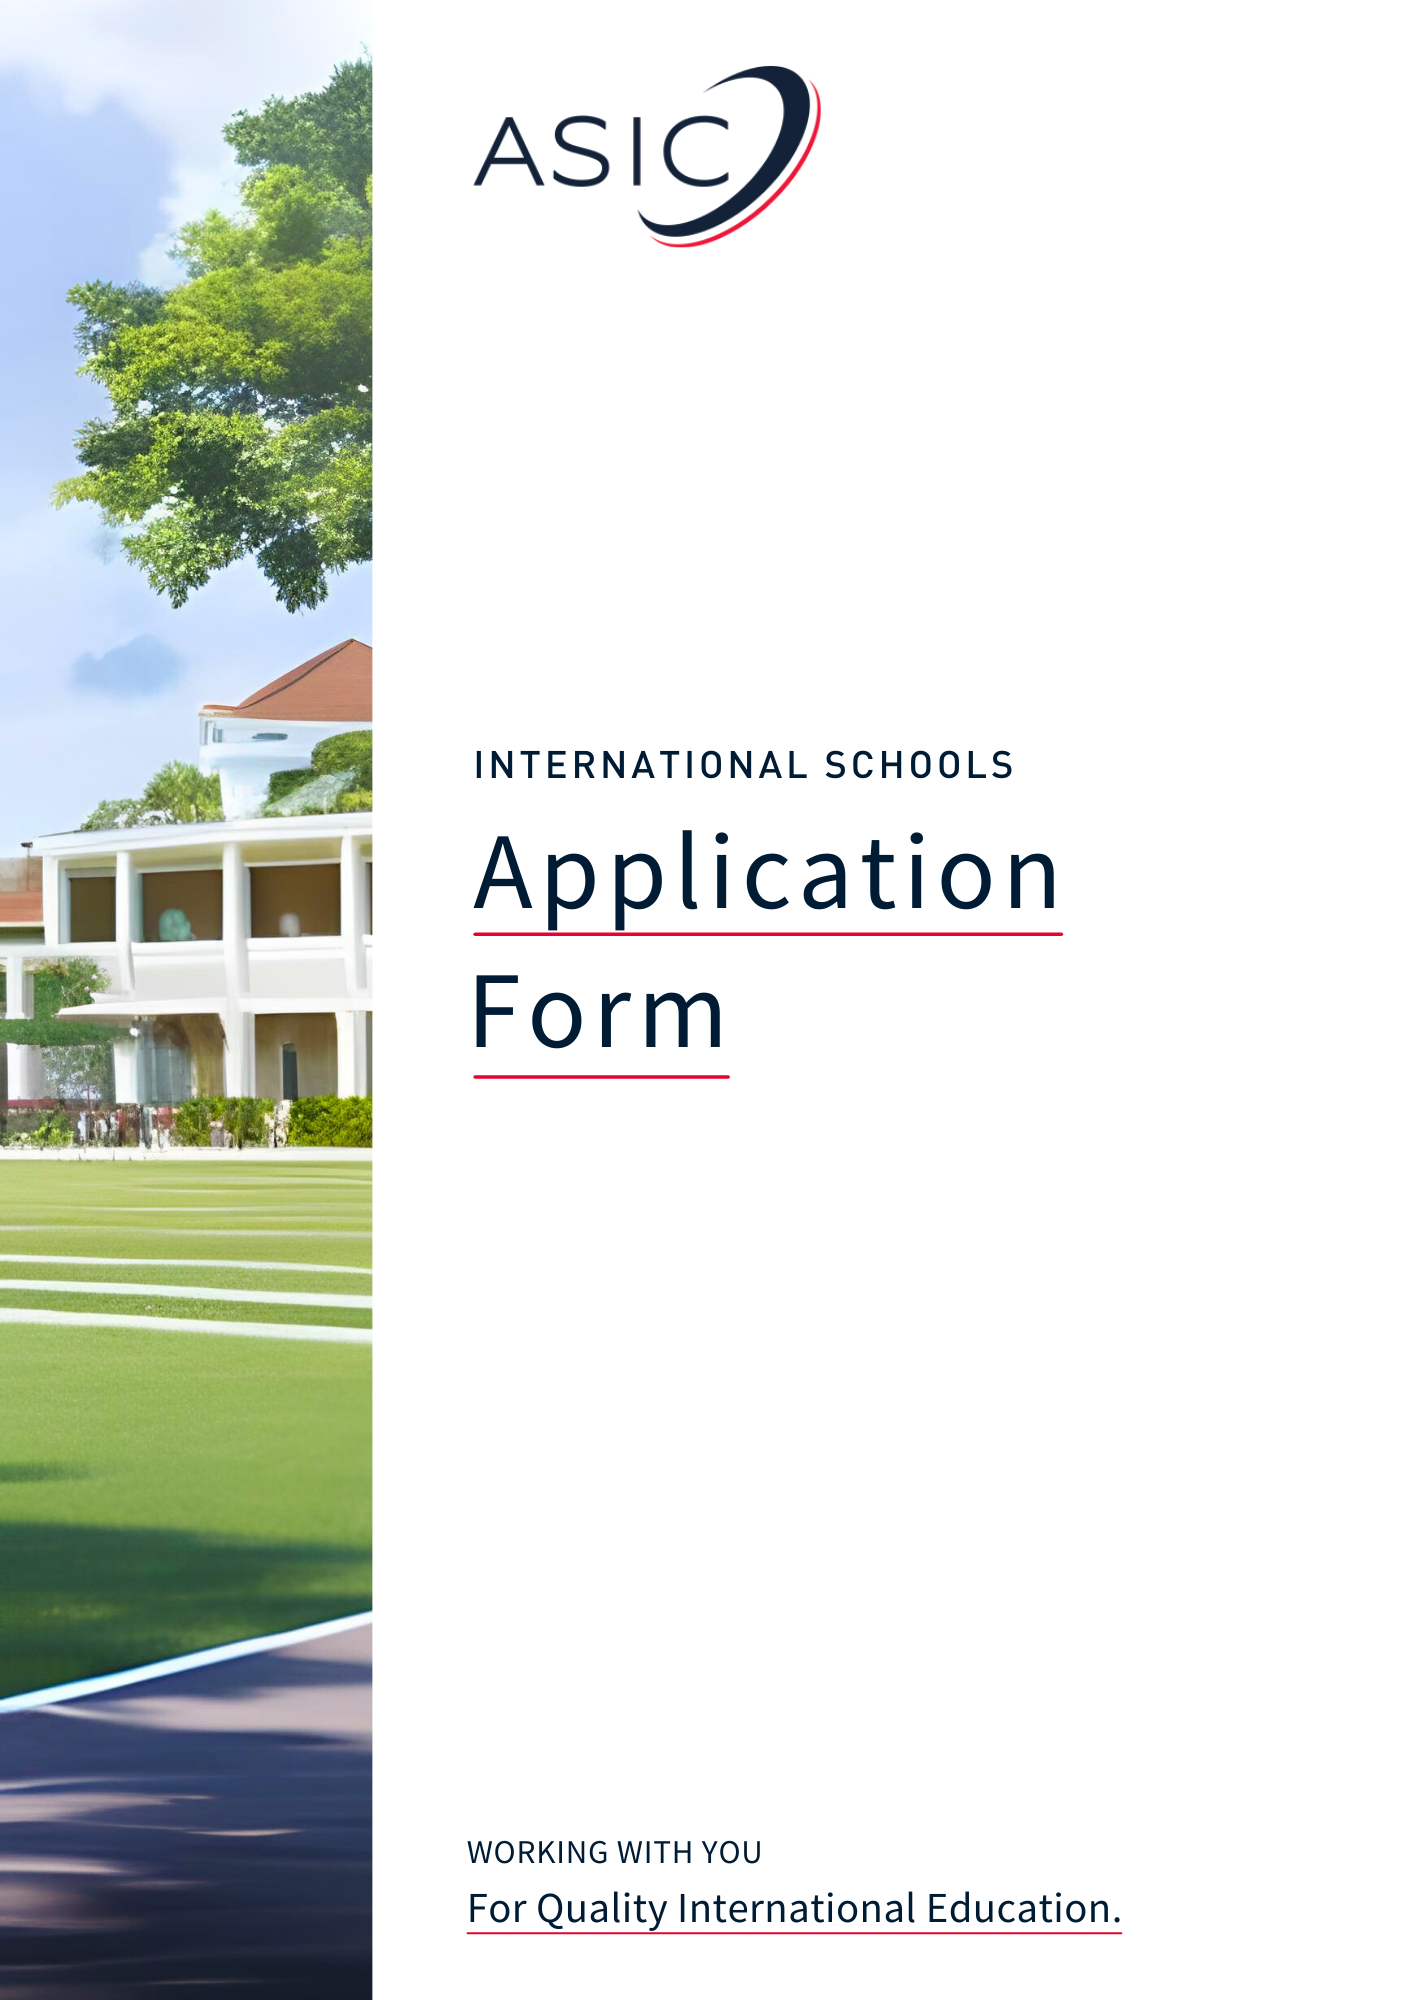 ASIC
INTERNATIONAL SCHOOLS
Application
Form
WORKING WITH YOU
For Quality International Education.